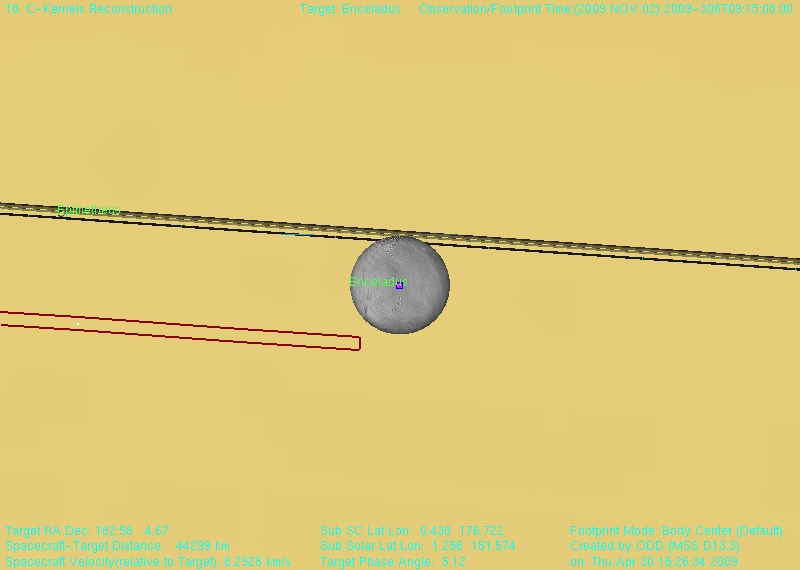 18. C-Kernels Reconstruction Target: Enceladus Observation/Footprint Time:(2009 NOV 02) 2009-306T09:15:06.00
Epimetheus
Enceladus
Target RA Dec: 182.58 4.67 Sub SC Lat Lon: 0.430 176.722 Footprint Mode: Body Center (Default)
Spacecraft-Target Distance: 44299 km Sub Solar Lat Lon: 1.256 181.574 Created by ODD (MSS D13.3)
Spacecraft Velocity(relative to Target): 8.2928 km/s Target Phase Angle: 5.12 on: Thu Apr 30 16:26:34 2009